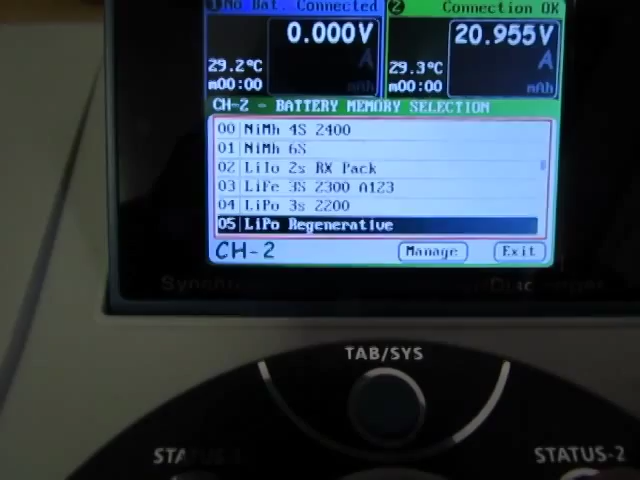 1 No Bat. Connected
2 Connection OK
0.000V
20.955V
A
A
29.2°C
29.3°C
m00:00
mAh
m00:00
mAh
CH-2 - BATTERY MEMORY SELECTION
00 NiMh 4S 2400
01 NiMh 6S
02 LiIo 2s RX Pack
03 LiFe 3S 2300 A123
04 LiPo 3s 2200
05 LiPo Regenerative
CH-2
Manage
Exit
TAB/SYS
STATUS-2